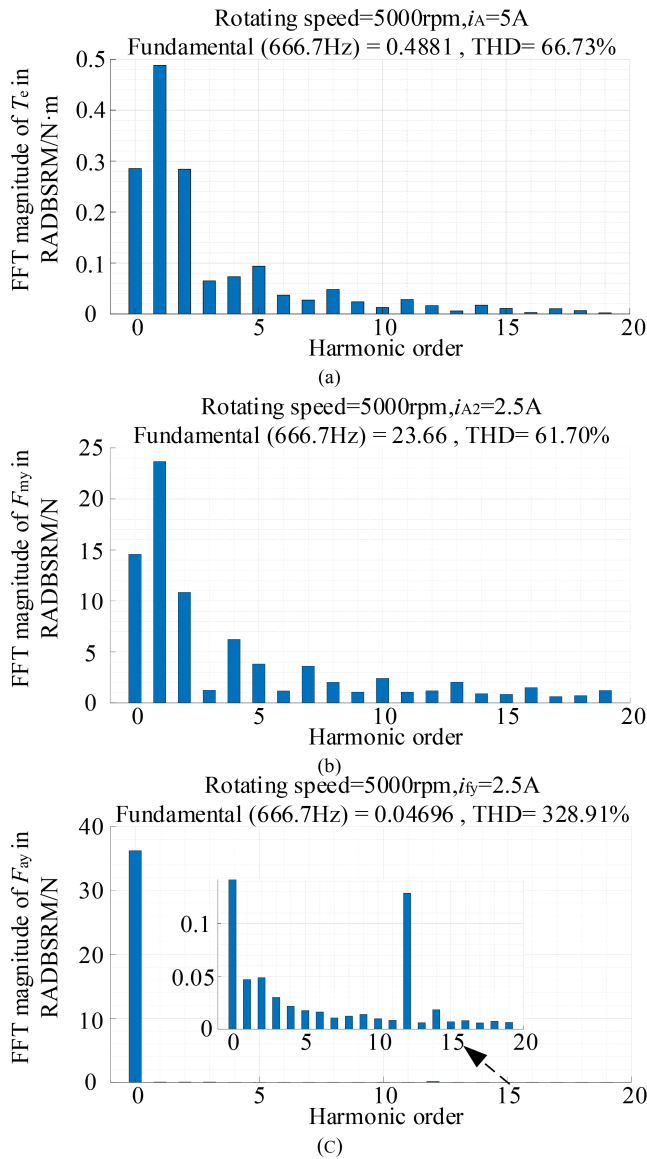 Rotating speed=5000rpm,iA=5A
Fundamental (666.7Hz) = 0.4881 , THD= 66.73%
FFT magnitude of Te in
RADBSRM/N·m
0.5
0.4
0.3
0.2
0.1
0
0 5 10 15 20
Harmonic order
(a)
Rotating speed=5000rpm,iA2=2.5A
Fundamental (666.7Hz) = 23.66 , THD= 61.70%
FFT magnitude of Fmy in
RADBSRM/N
25
20
15
10
5
0
0 5 10 15 20
Harmonic order
(b)
Rotating speed=5000rpm,ify=2.5A
Fundamental (666.7Hz) = 0.04696 , THD= 328.91%
FFT magnitude of Fay in
RADBSRM/N
40
30
20
10
0
0.1
0.05
0
0 5 10 15 20
0 5 10 15 20
Harmonic order
(C)